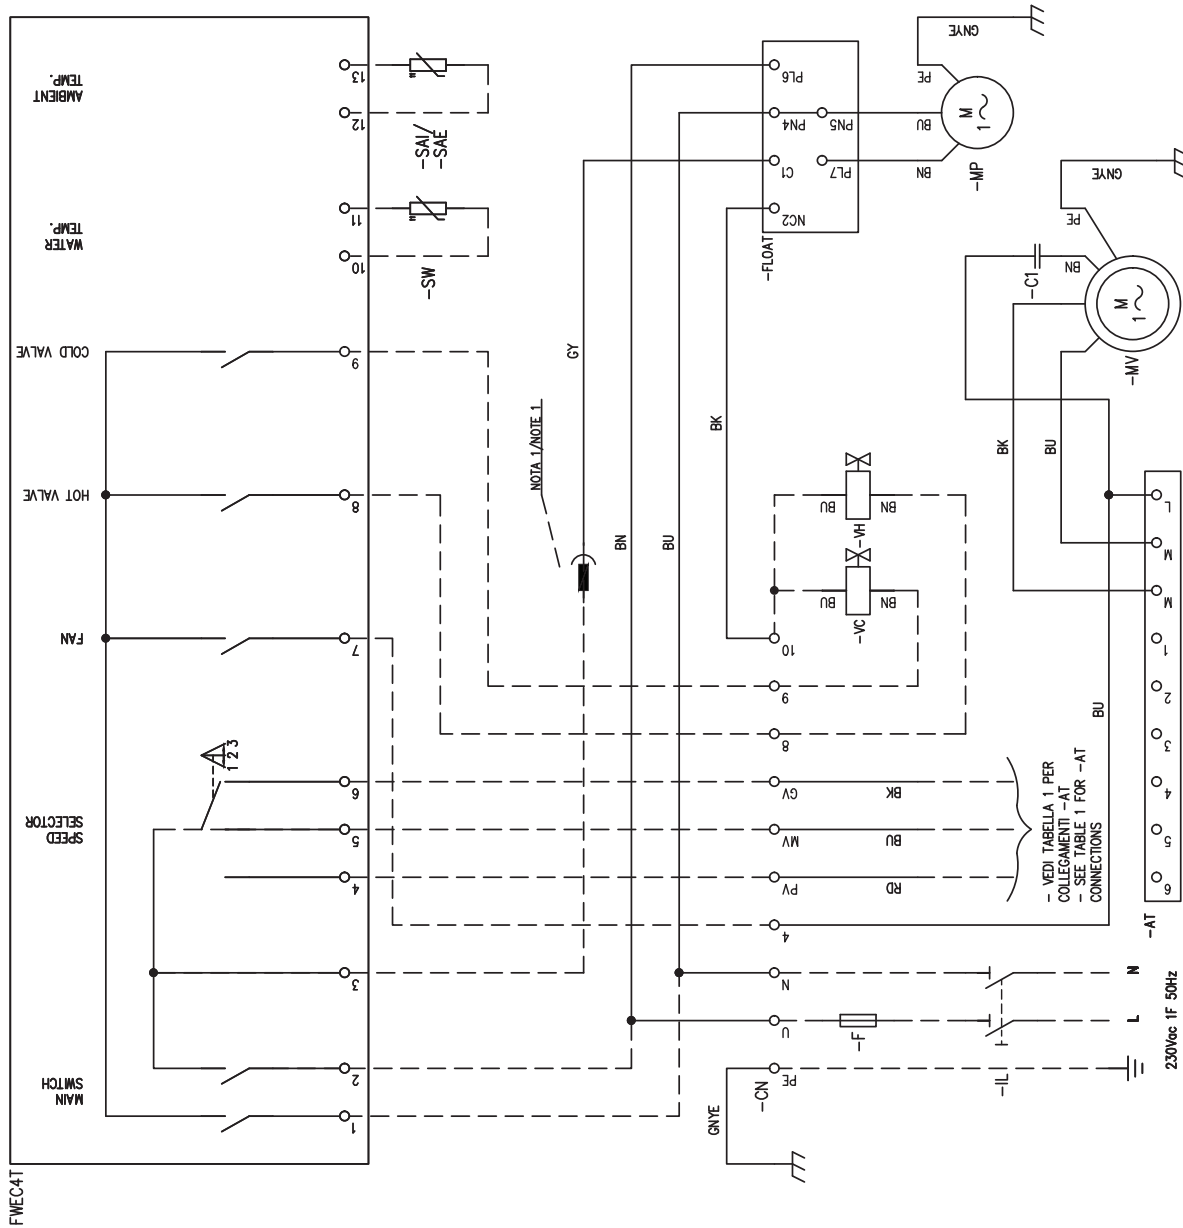 FWEC4T
MAIN
SWITCH
SPEED
SELECTOR
FAN
HOT VALVE
COLD VALVE
WATER
TEMP.
AMBIENT
TEMP.
1 2 3
1
2
3
4
5
6
7
8
9
10
11
12
13
-SW
-SAI/
-SAE
NOTA 1/NOTE 1
GY
BN
BU
BK
GNYE
-CN
PE
U
N
4
PV
MV
GV
8
9
10
RD
BU
BK
-F
-IL
L
N
230Vac 1F 50Hz
- VEDI TABELLA 1 PER
COLLEGAMENTI -AT
- SEE TABLE 1 FOR -AT
CONNECTIONS
-VC
BU
BN
-VH
BU
BN
-FLOAT
NC2
C1
PN4
PL6
PL7
PN5
BN
BU
PE
GNYE
M
1
-MP
-MV
M
1
-C1
BN
PE
GNYE
BK
BU
BU
-AT
6
5
4
3
2
1
M
M
L